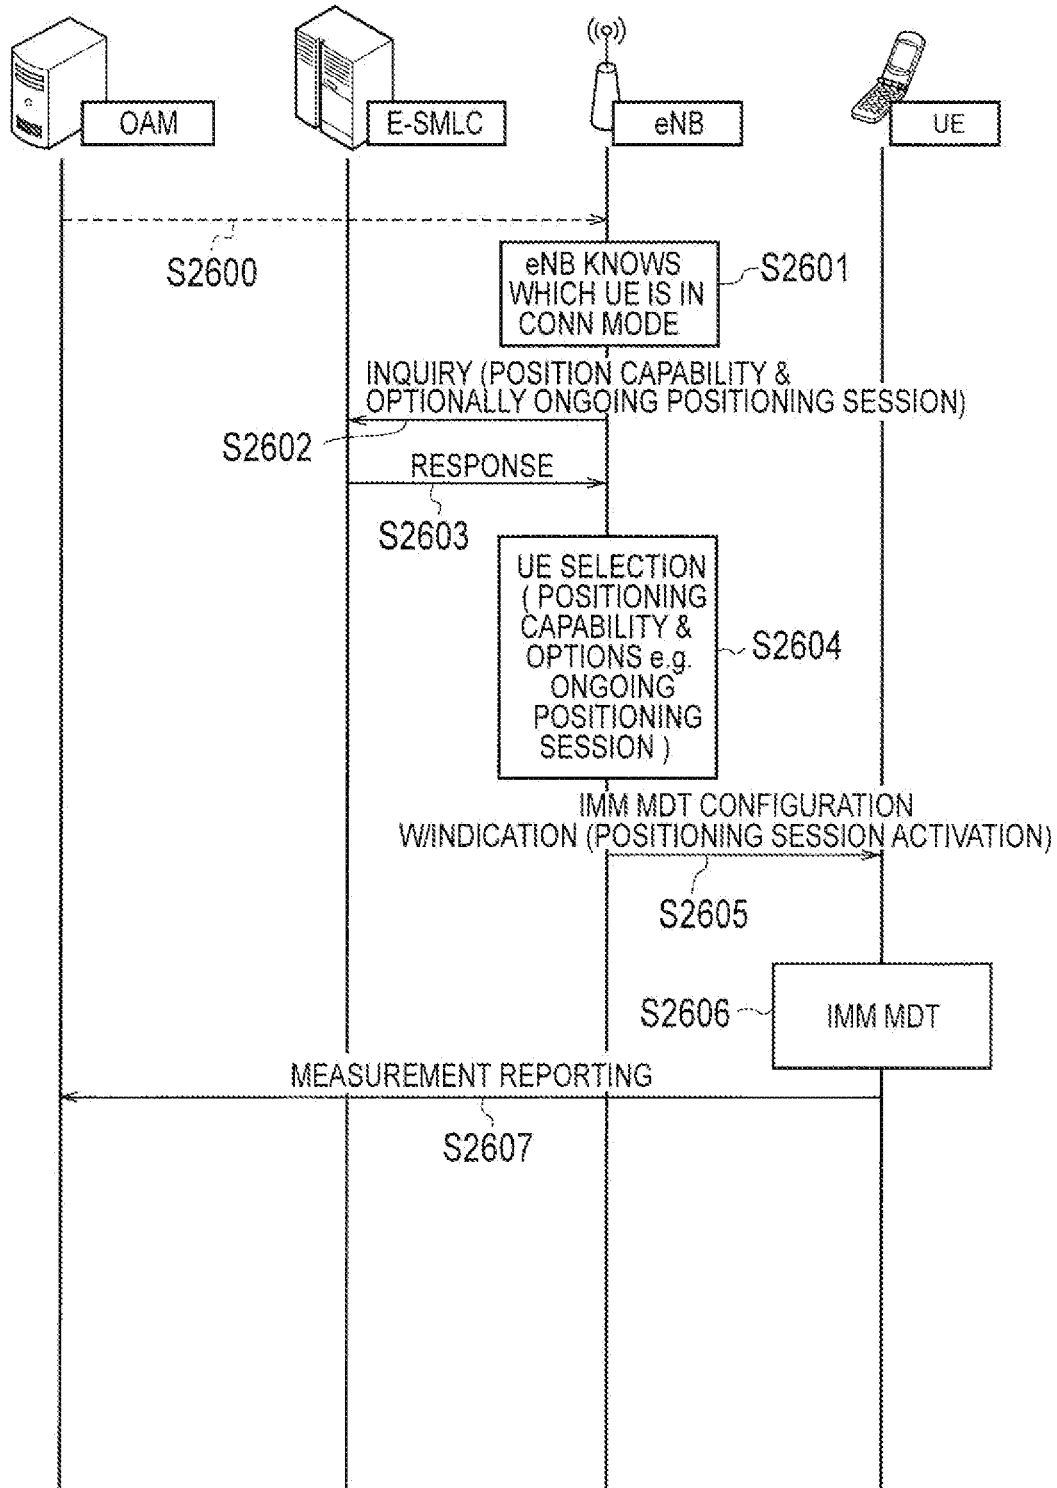 OAM
E-SMLC
eNB
UE
S2600
eNB KNOWS
WHICH UE IS IN
CONN MODE
S2601
INQUIRY (POSITION CAPABILITY &
OPTIONALLY ONGOING POSITIONING SESSION)
S2602
RESPONSE
S2603
UE SELECTION
( POSITIONING
CAPABILITY &
OPTIONS e.g.
ONGOING
POSITIONING
SESSION )
S2604
IMM MDT CONFIGURATION
W/INDICATION (POSITIONING SESSION ACTIVATION)
S2605
S2606
IMM MDT
MEASUREMENT REPORTING
S2607